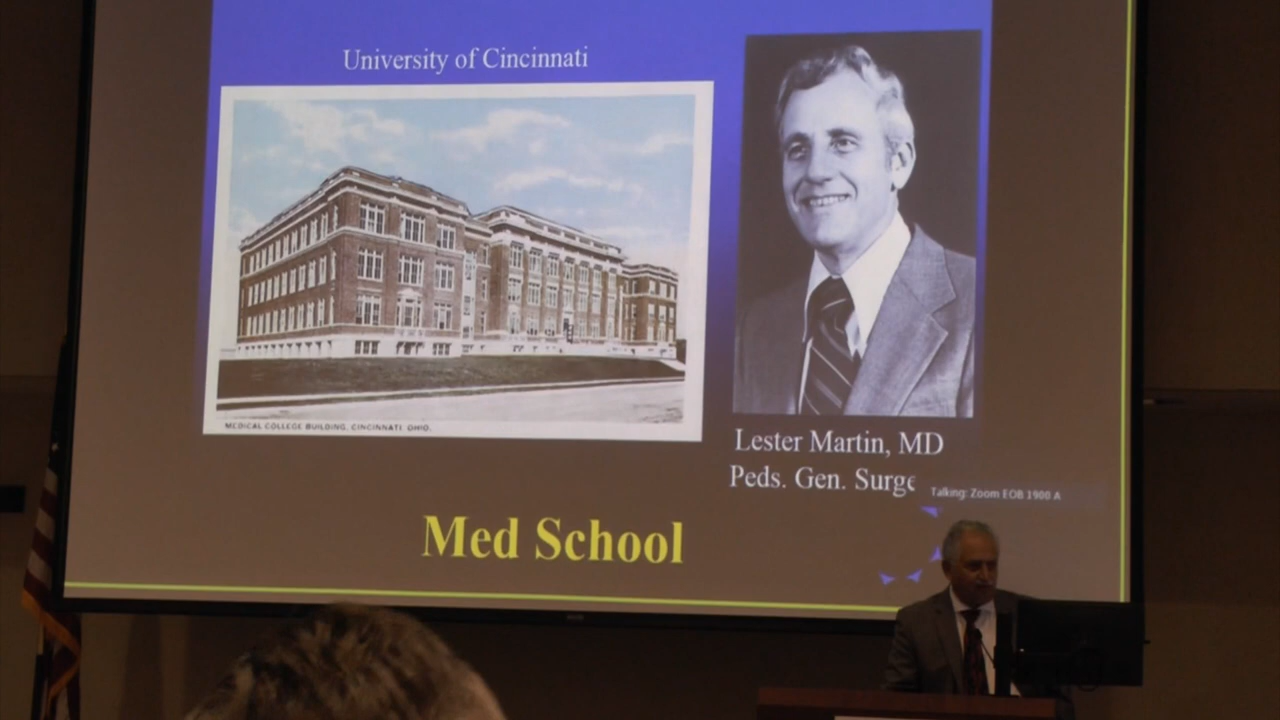 University of Cincinnati
MEDICAL COLLEGE BUILDING, CINCINNATI, OHIO.
Lester Martin, MD
Peds. Gen. Surge
Talking: Zoom EOB 1900 A
Med School